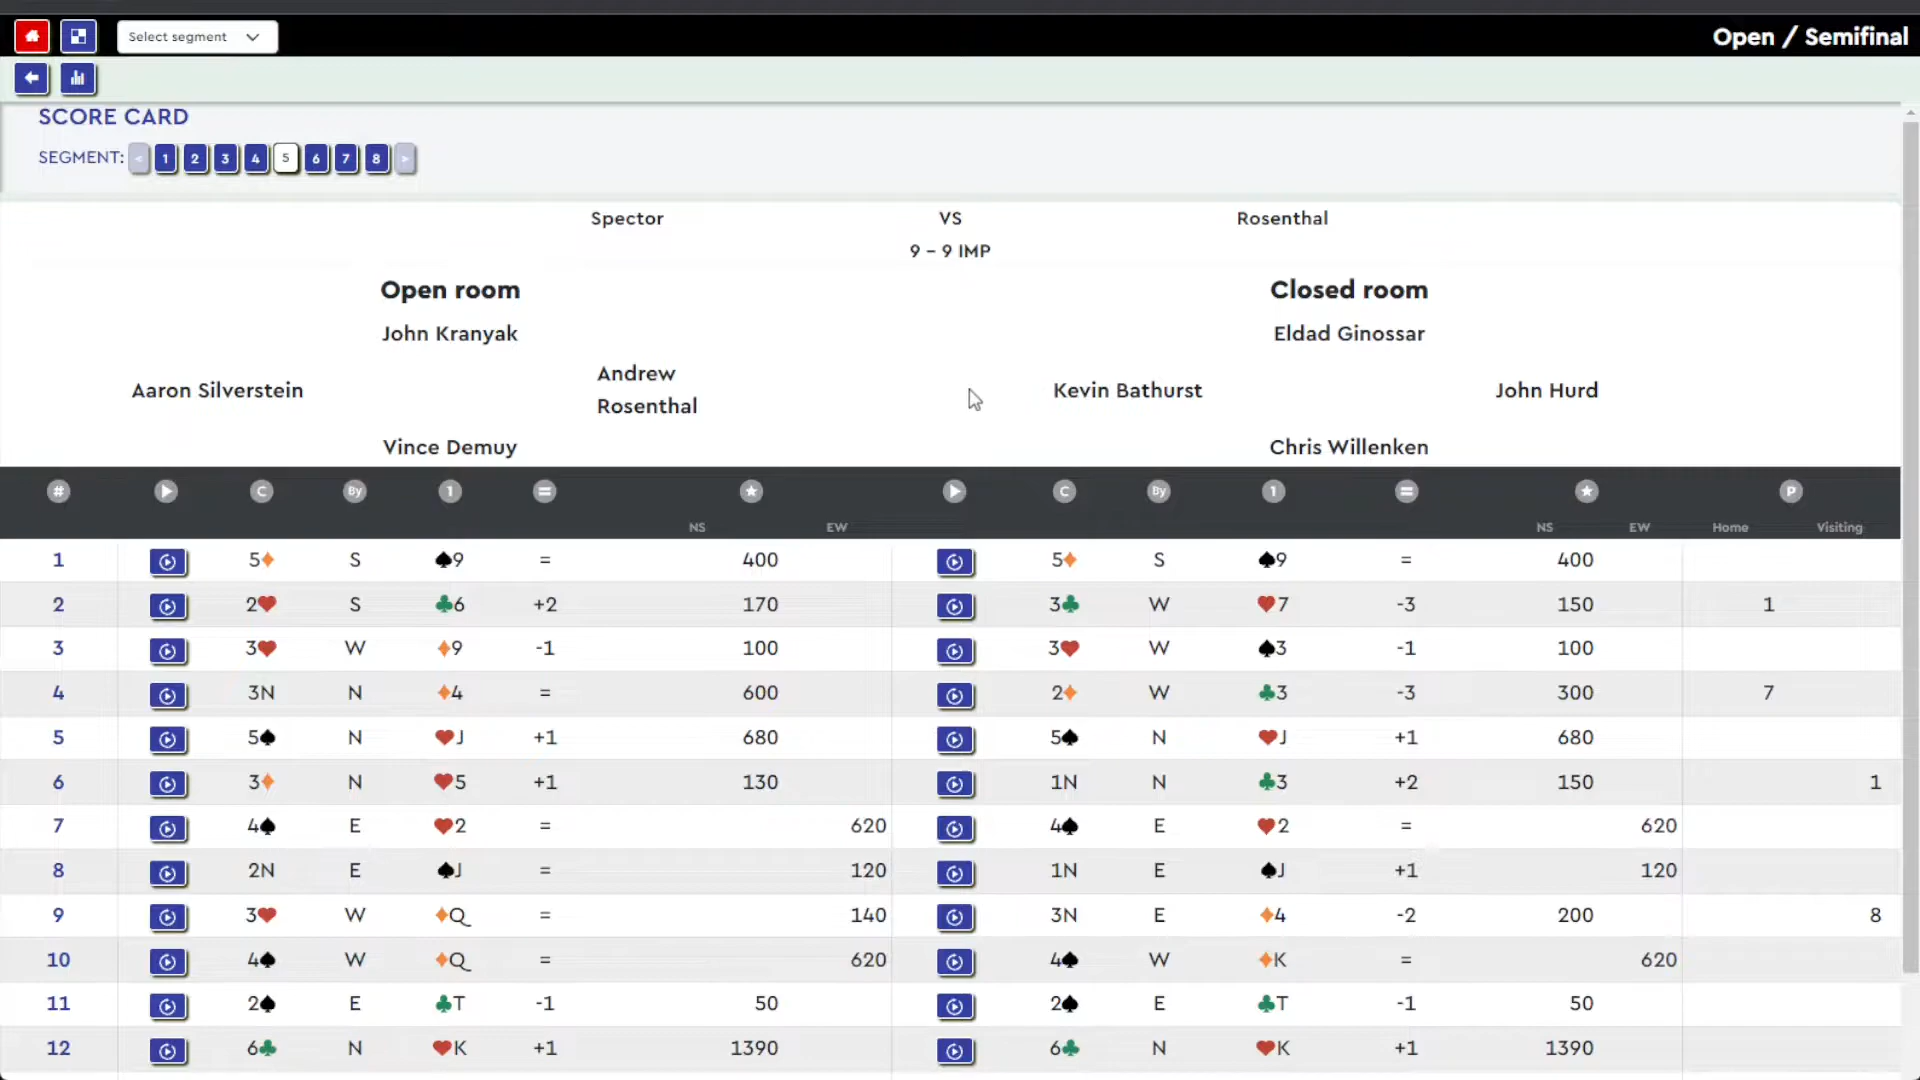 Select segment
Open / Semifinal
SCORE CARD
SEGMENT: < 1 2 3 4 5 6 7 8 >
Spector VS Rosenthal
9 – 9 IMP
Open room Closed room
John Kranyak Eldad Ginossar
Aaron Silverstein Andrew Rosenthal Kevin Bathurst John Hurd
Vince Demuy Chris Willenken
# C By 1 = ★ C By 1 = ★ P
NS EW NS EW Home Visiting
1 5♦ S ♠9 = 400 5♦ S ♠9 = 400
2 2♥ S ♣6 +2 170 3♣ W ♥7 -3 150 1
3 3♥ W ♦9 -1 100 3♥ W ♠3 -1 100
4 3N N ♦4 = 600 2♦ W ♣3 -3 300 7
5 5♠ N ♥J +1 680 5♠ N ♥J +1 680
6 3♦ N ♥5 +1 130 1N N ♣3 +2 150 1
7 4♠ E ♥2 = 620 4♠ E ♥2 = 620
8 2N E ♠J = 120 1N E ♠J +1 120
9 3♥ W ♦Q = 140 3N E ♦4 -2 200 8
10 4♠ W ♦Q = 620 4♠ W ♦K = 620
11 2♠ E ♣T -1 50 2♠ E ♣T -1 50
12 6♣ N ♥K +1 1390 6♣ N ♥K +1 1390